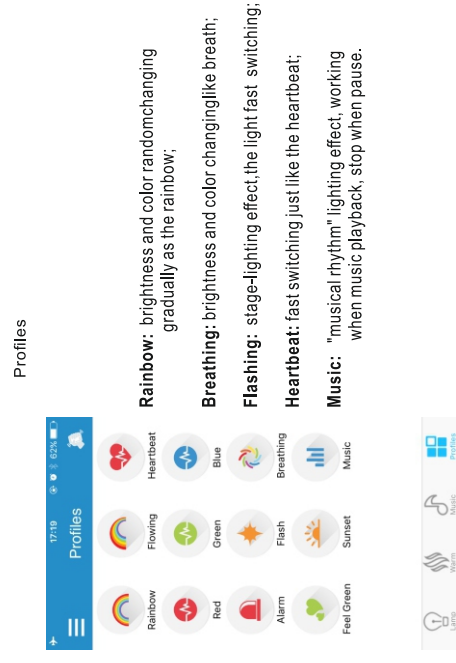 Profiles
17:19
62%
Profiles
Rainbow
Flowing
Heartbeat
Red
Green
Blue
Alarm
Flash
Breathing
Feel Green
Sunset
Music
Lamp
Warm
Music
Profiles
Rainbow: brightness and color randomchanging
gradually as the rainbow;
Breathing: brightness and color changinglike breath;
Flashing: stage-lighting effect,the light fast switching;
Heartbeat: fast switching just like the heartbeat;
Music: "musical rhythm" lighting effect, working
when music playback, stop when pause.